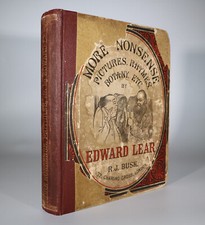 MORE NONSENSE
PICTURES, RHYMES,
BOTANY, ETC.
BY
EDWARD LEAR
R. J. BUSH